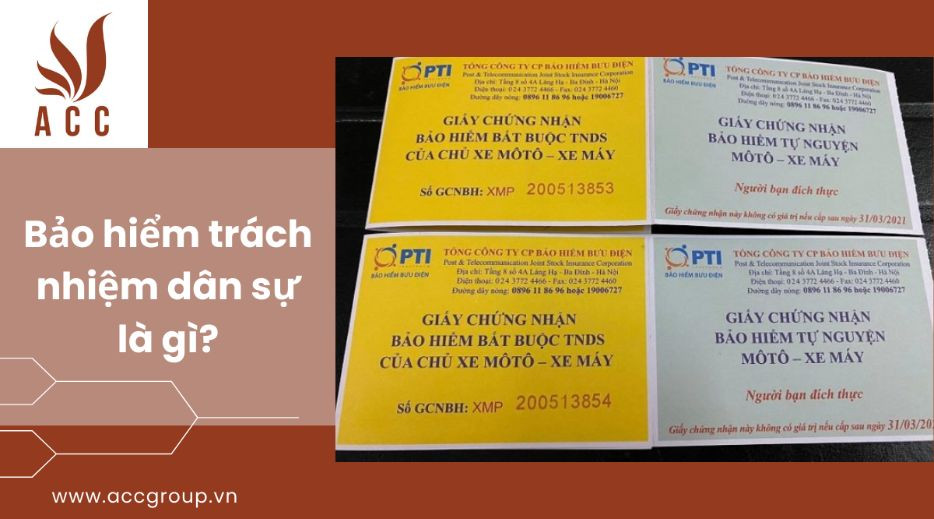 ACC
Bảo hiểm trách
nhiệm dân sự
là gì?
www.accgroup.vn
PTI
BẢO HIỂM BƯU ĐIỆN
TỔNG CÔNG TY CP BẢO HIỂM BƯU ĐIỆN
Post & Telecommunication Joint Stock Insurance Corporation
Địa chỉ: Tầng 8 số 4A Láng Hạ - Ba Đình - Hà Nội
Điện thoại: 024 3772 4466 - Fax: 024 3772 4460
Đường dây nóng: 0896 11 86 96 hoặc 19006727
GIẤY CHỨNG NHẬN
BẢO HIỂM BẮT BUỘC TNDS
CỦA CHỦ XE MÔTÔ – XE MÁY
Số GCNBH: XMP 200513853
PTI
BẢO HIỂM BƯU ĐIỆN
TỔNG CÔNG TY CP BẢO HIỂM BƯU ĐIỆN
Post & Telecommunication Joint Stock Insurance Corporation
Địa chỉ: Tầng 8 số 4A Láng Hạ - Ba Đình - Hà Nội
Điện thoại: 024 3772 4466 - Fax: 024 3772 4460
Đường dây nóng: 0896 11 86 96 hoặc 19006727
GIẤY CHỨNG NHẬN
BẢO HIỂM TỰ NGUYỆN
MÔTÔ – XE MÁY
Người bạn đích thực
Giấy chứng nhận này không có giá trị nếu cấp sau ngày 31/03/2021
PTI
BẢO HIỂM BƯU ĐIỆN
TỔNG CÔNG TY CP BẢO HIỂM BƯU ĐIỆN
Post & Telecommunication Joint Stock Insurance Corporation
Địa chỉ: Tầng 8 số 4A Láng Hạ - Ba Đình - Hà Nội
Điện thoại: 024 3772 4466 - Fax: 024 3772 4460
Đường dây nóng: 0896 11 86 96 hoặc 19006727
GIẤY CHỨNG NHẬN
BẢO HIỂM BẮT BUỘC TNDS
CỦA CHỦ XE MÔTÔ – XE MÁY
Số GCNBH: XMP 200513854
PTI
BẢO HIỂM BƯU ĐIỆN
TỔNG CÔNG TY CP BẢO HIỂM BƯU ĐIỆN
Post & Telecommunication Joint Stock Insurance Corporation
Địa chỉ: Tầng 8 số 4A Láng Hạ - Ba Đình - Hà Nội
Điện thoại: 024 3772 4466 - Fax: 024 3772 4460
Đường dây nóng: 0896 11 86 96 hoặc 19006727
GIẤY CHỨNG NHẬN
BẢO HIỂM TỰ NGUYỆN
MÔTÔ – XE MÁY
Người bạn đích thực
Giấy chứng nhận này không có giá trị nếu cấp sau ngày 31/03/202